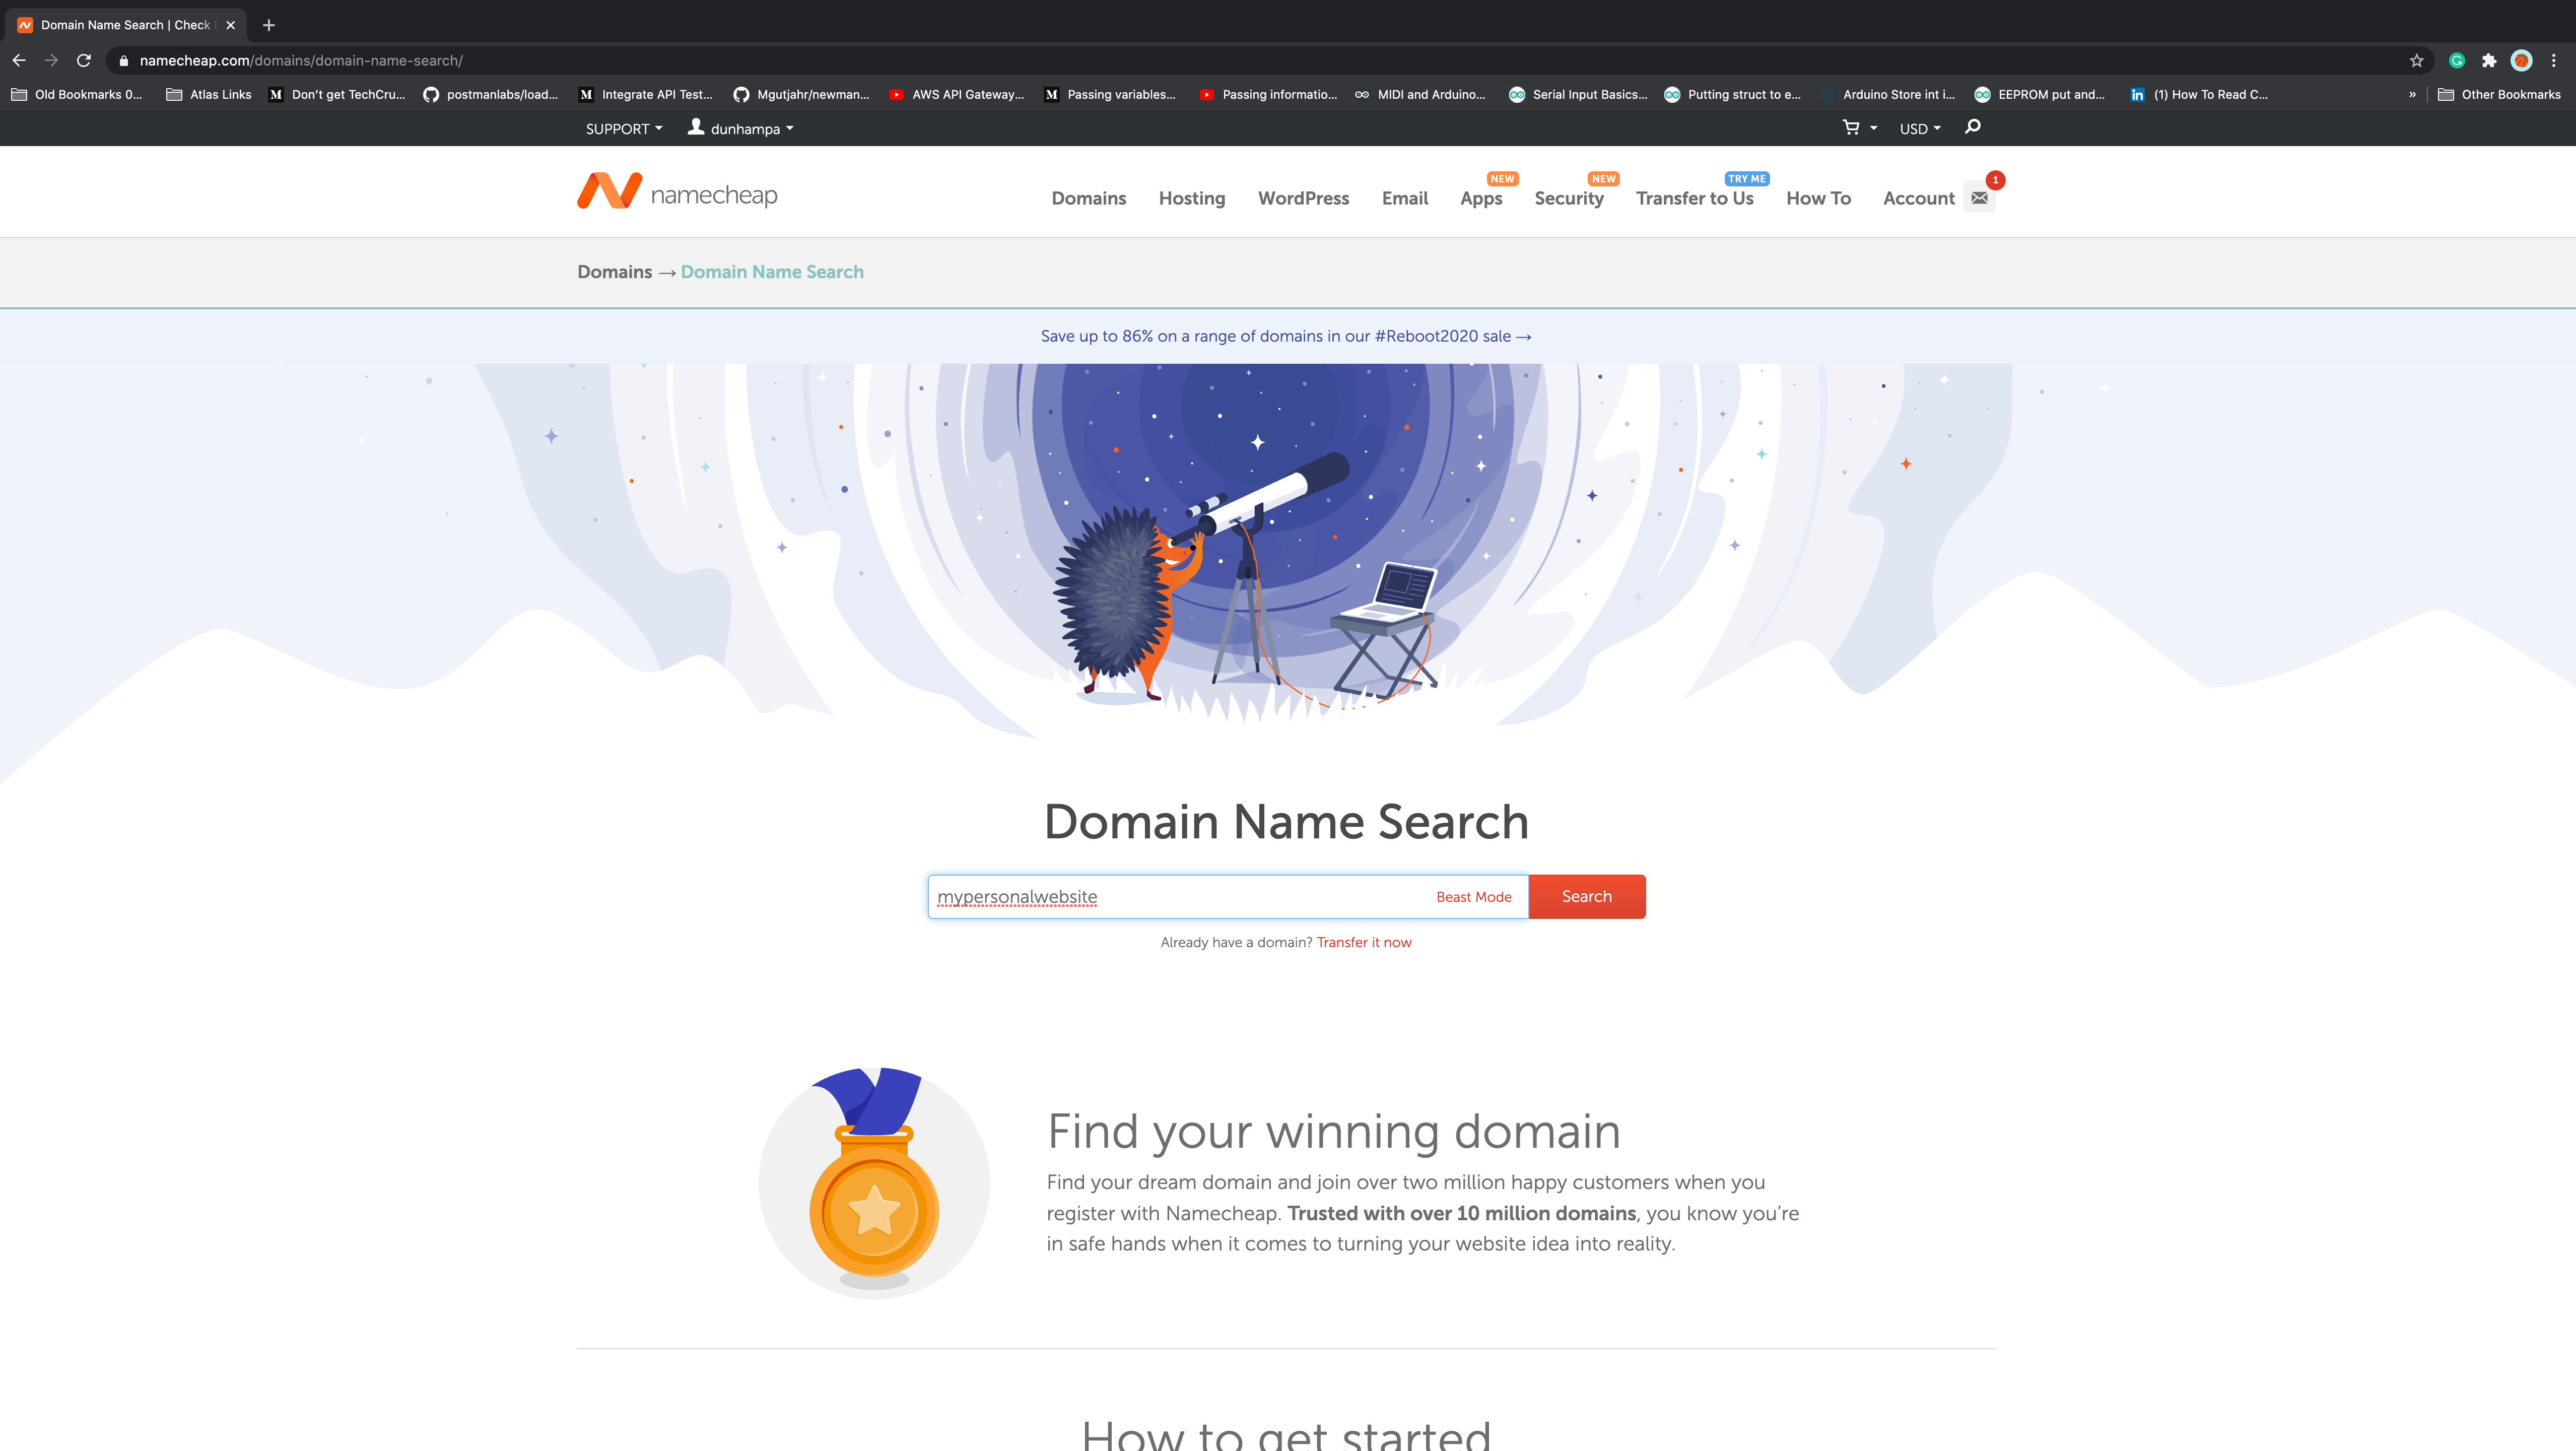 Domain Name Search | Check
namecheap.com/domains/domain-name-search/
Old Bookmarks 0... Atlas Links Don't get TechCru... postmanlabs/load... Integrate API Test... Mgutjahr/newman... AWS API Gateway... Passing variables... Passing informatio... MIDI and Arduino... Serial Input Basics... Putting struct to e... Arduino Store int i... EEPROM put and... (1) How To Read C... » Other Bookmarks
SUPPORT dunhampa USD
NEW NEW TRY ME 1
namecheap Domains Hosting WordPress Email Apps Security Transfer to Us How To Account
Domains → Domain Name Search
Save up to 86% on a range of domains in our #Reboot2020 sale →
Domain Name Search
mypersonalwebsite Beast Mode Search
Already have a domain? Transfer it now
Find your winning domain
Find your dream domain and join over two million happy customers when you
register with Namecheap. Trusted with over 10 million domains, you know you're
in safe hands when it comes to turning your website idea into reality.
How to get started